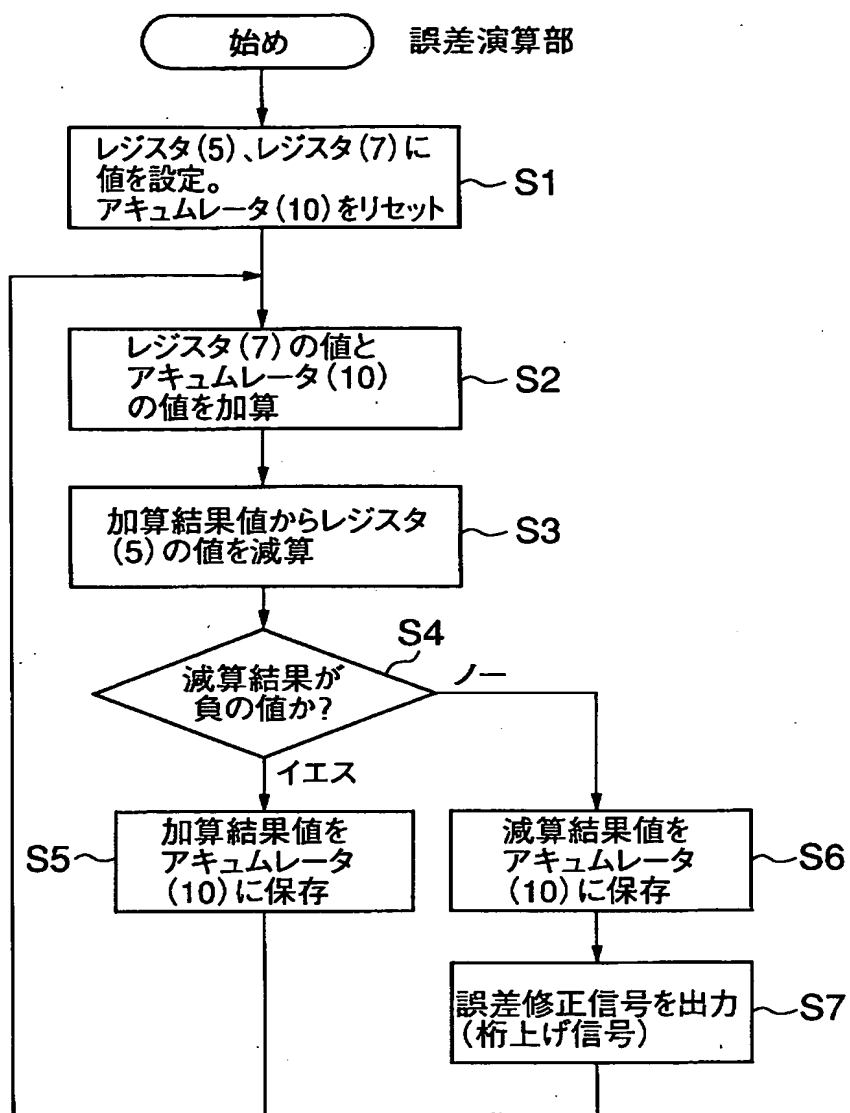 始め
誤差演算部
レジスタ(5)、レジスタ(7)に
値を設定。
アキュムレータ(10)をリセット
S1
レジスタ(7)の値と
アキュムレータ(10)
の値を加算
S2
加算結果値からレジスタ
(5)の値を減算
S3
S4
減算結果が
負の値か?
ノー
イエス
S5
加算結果値を
アキュムレータ
(10)に保存
減算結果値を
アキュムレータ
(10)に保存
S6
誤差修正信号を出力
(桁上げ信号)
S7